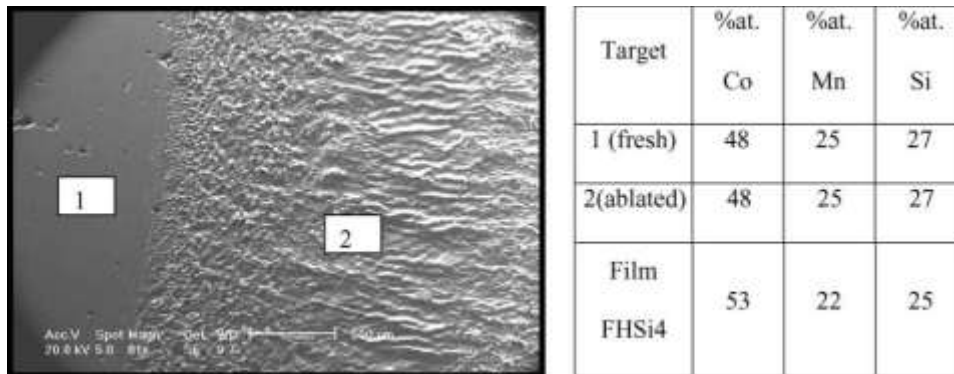 1
2
Acc.V Spot
20.0 kV 5.0
Target
%at.
Co
%at.
Mn
%at.
Si
1 (fresh)
48
25
27
2(ablated)
48
25
27
Film
FHSi4
53
22
25